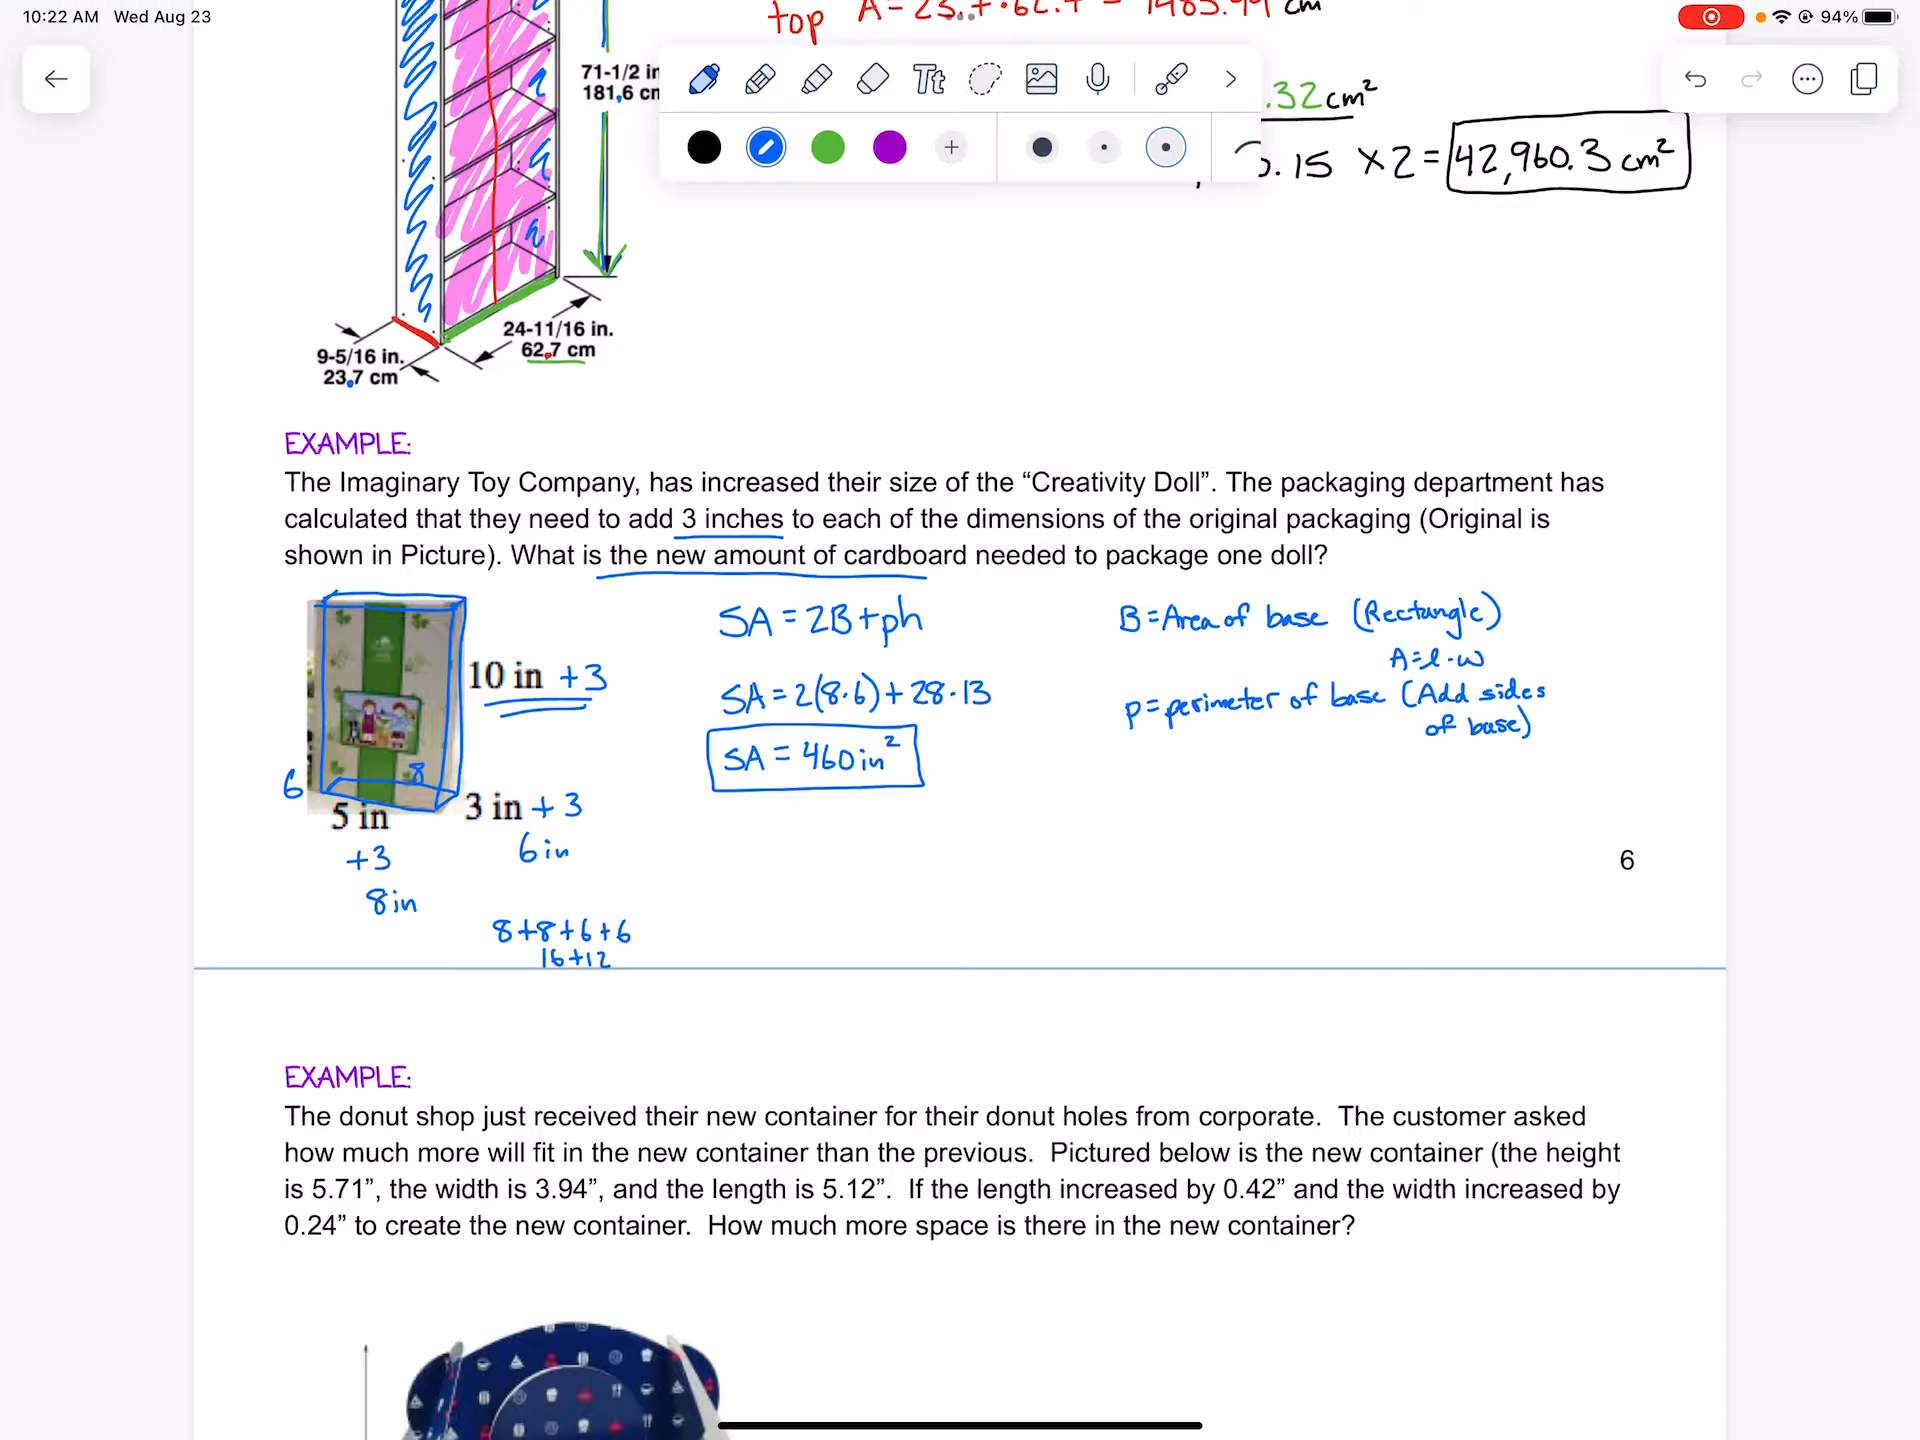 10:22 AM Wed Aug 23
94%
top
71-1/2 in
181,6 cm
.32 cm²
.15 ×2 = 42,960.3 cm²
24-11/16 in.
62.7 cm
9-5/16 in.
23.7 cm
EXAMPLE:
The Imaginary Toy Company, has increased their size of the “Creativity Doll”. The packaging department has
calculated that they need to add 3 inches to each of the dimensions of the original packaging (Original is
shown in Picture). What is the new amount of cardboard needed to package one doll?
SA = 2B+ph
B = Area of base (Rectangle)
A = l·w
10 in +3
SA = 2(8·6) + 28·13
p = perimeter of base (Add sides
of base)
SA = 460 in²
8
6
5 in
3 in + 3
+3
6 in
8 in
6
8+8+6+6
16+12
EXAMPLE:
The donut shop just received their new container for their donut holes from corporate. The customer asked
how much more will fit in the new container than the previous. Pictured below is the new container (the height
is 5.71”, the width is 3.94”, and the length is 5.12”. If the length increased by 0.42” and the width increased by
0.24” to create the new container. How much more space is there in the new container?